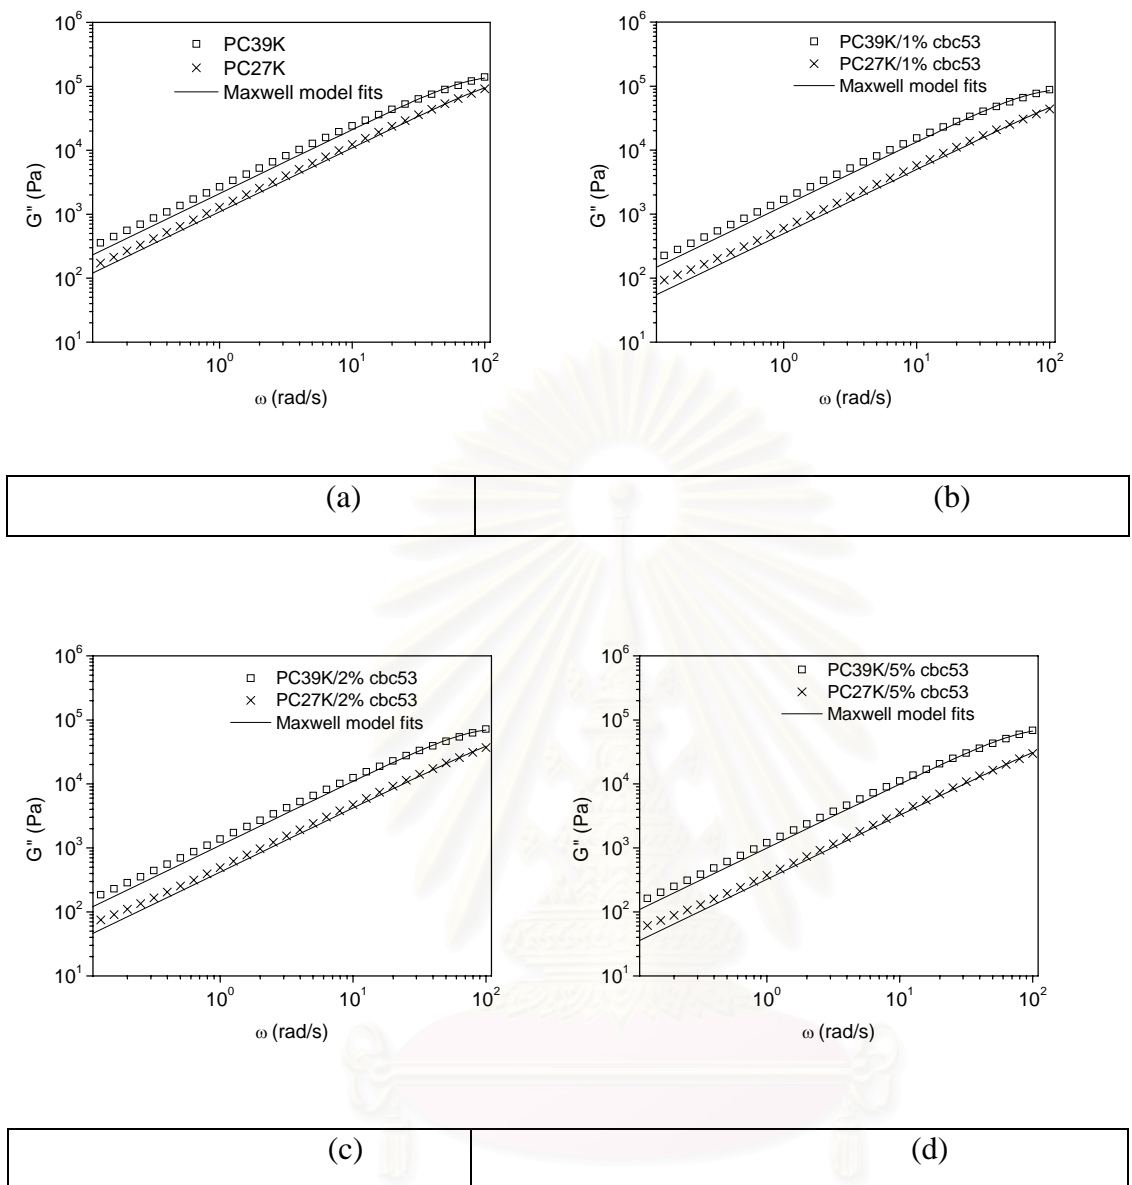 10^6
10^5
10^4
10^3
10^2
10^1
G" (Pa)
PC39K
PC27K
Maxwell model fits
10^0 10^1 10^2
ω (rad/s)
10^6
10^5
10^4
10^3
10^2
10^1
G" (Pa)
PC39K/1% cbc53
PC27K/1% cbc53
Maxwell model fits
10^0 10^1 10^2
ω (rad/s)
(a) (b)
10^6
10^5
10^4
10^3
10^2
10^1
G" (Pa)
PC39K/2% cbc53
PC27K/2% cbc53
Maxwell model fits
10^0 10^1 10^2
ω (rad/s)
10^6
10^5
10^4
10^3
10^2
10^1
G" (Pa)
PC39K/5% cbc53
PC27K/5% cbc53
Maxwell model fits
10^0 10^1 10^2
ω (rad/s)
(c) (d)